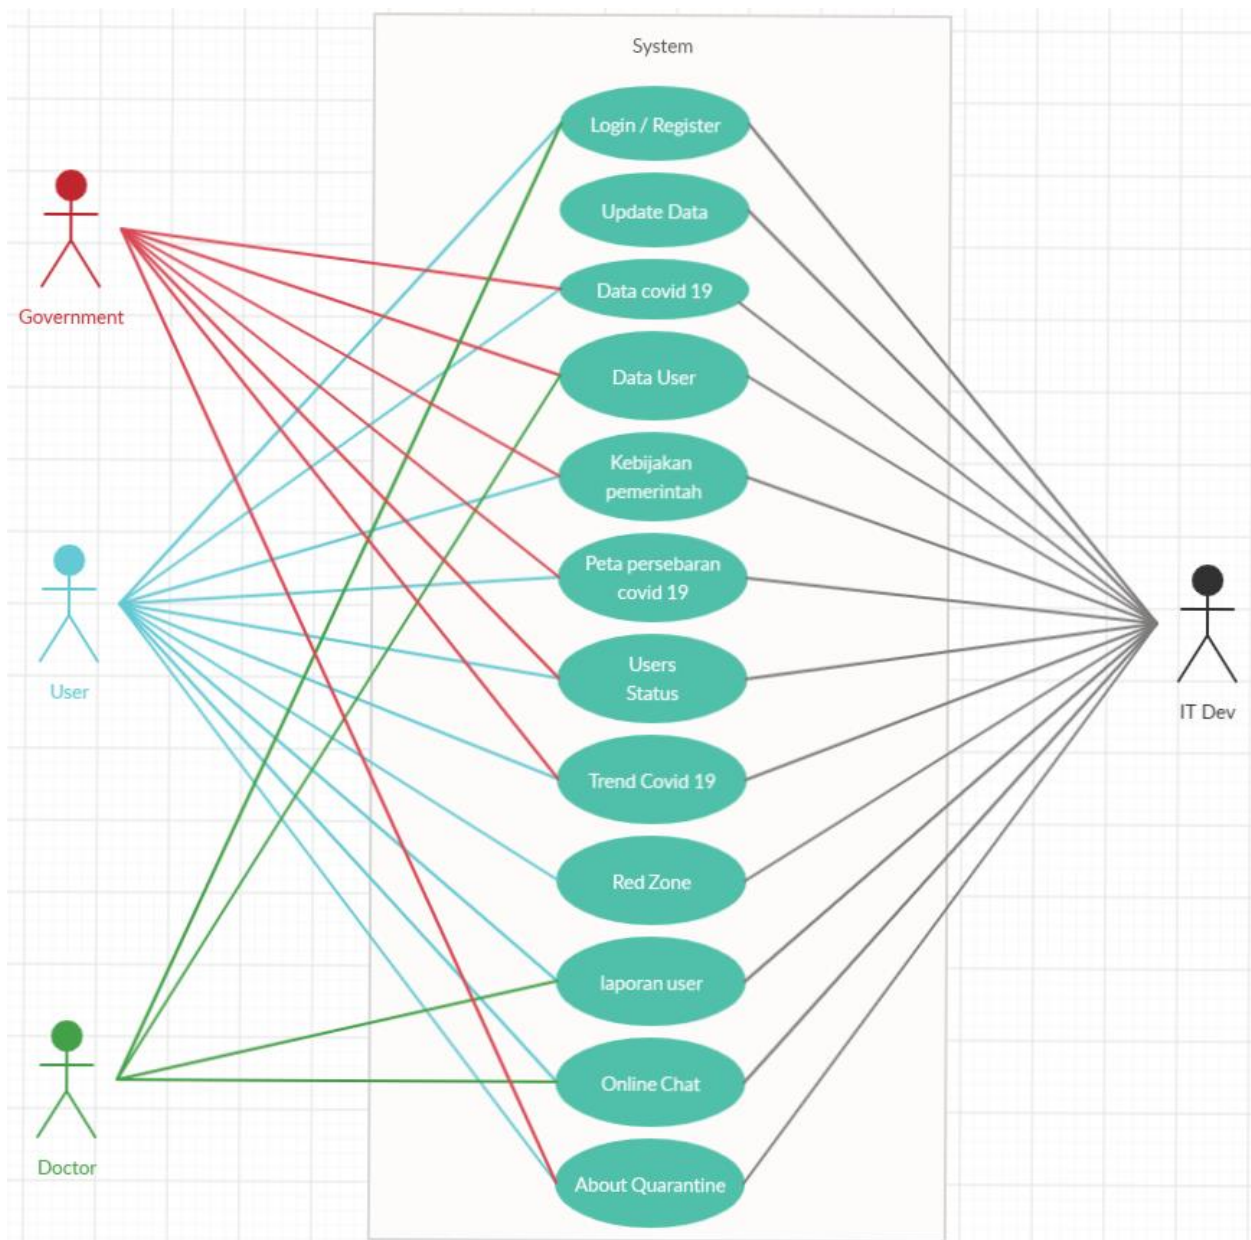 System
Login / Register
Update Data
Data covid 19
Government
Data User
Kebijakan
pemerintah
Peta persebaran
covid 19
Users
Status
User
IT Dev
Trend Covid 19
Red Zone
laporan user
Online Chat
Doctor
About Quarantine